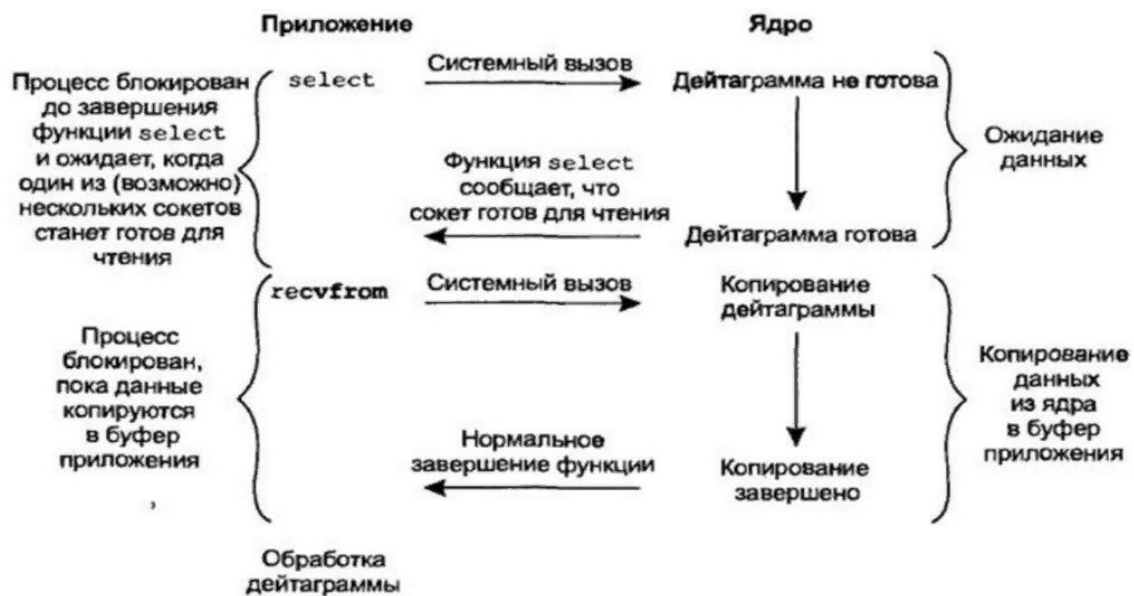 Приложение
Ядро
Процесс блокирован
до завершения
функции select
и ожидает, когда
один из (возможно)
нескольких сокетов
станет готов для
чтения
select
Системный вызов
Дейтаграмма не готова
Ожидание
данных
Функция select
сообщает, что
сокет готов для чтения
Дейтаграмма готова
Процесс
блокирован,
пока данные
копируются
в буфер
приложения
recvfrom
Системный вызов
Копирование
дейтаграммы
Копирование
данных
из ядра
в буфер
приложения
Нормальное
завершение функции
Копирование
завершено
Обработка
дейтаграммы